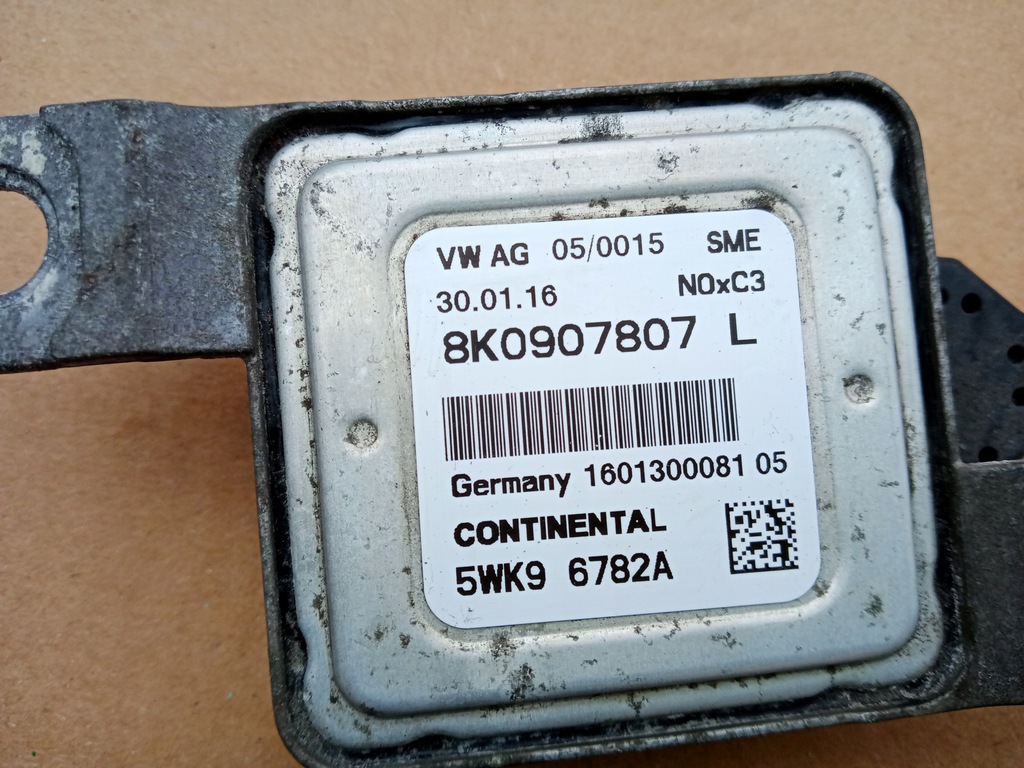 VW AG 05/0015 SME
30.01.16 NOxC3
8K0907807 L
Germany 1601300081 05
CONTINENTAL
5WK9 6782A